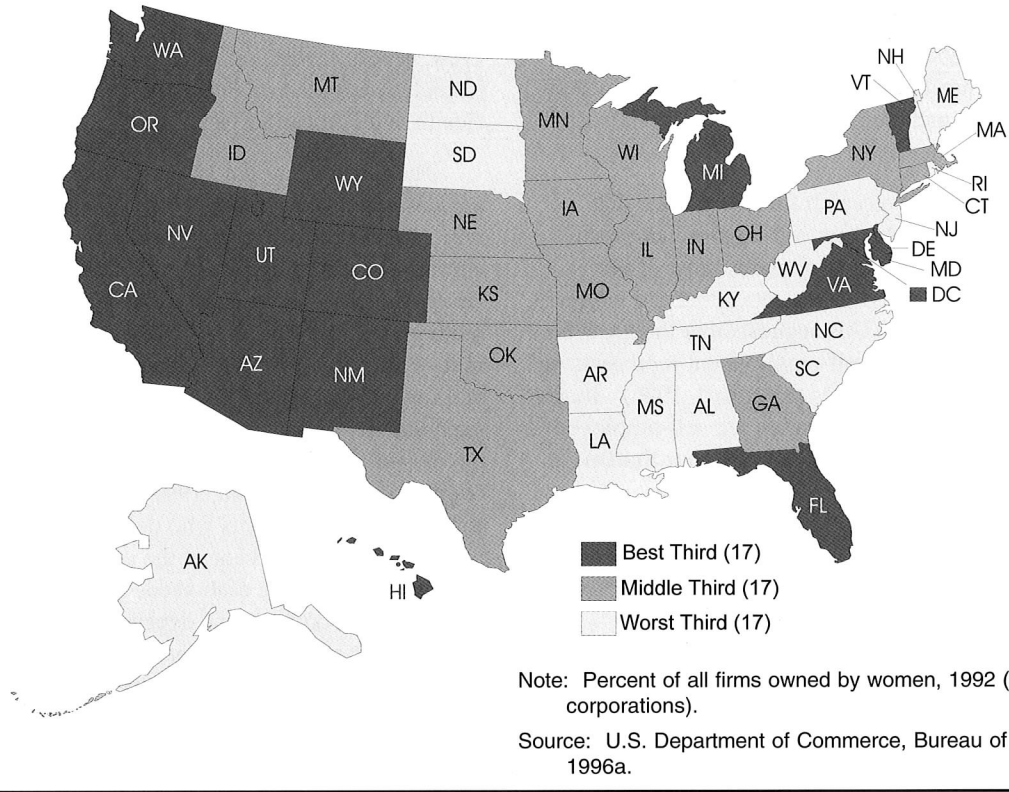 WA
OR
CA
NV
ID
MT
WY
UT
CO
AZ
NM
ND
SD
NE
KS
OK
TX
MN
IA
MO
WI
IL
IN
OH
MI
AR
LA
MS
AL
TN
KY
WV
VA
NC
SC
GA
FL
PA
NY
VT
NH
ME
MA
RI
CT
NJ
DE
MD
DC
AK
HI
Best Third (17)
Middle Third (17)
Worst Third (17)
Note: Percent of all firms owned by women, 1992 (
corporations).
Source: U.S. Department of Commerce, Bureau of
1996a.